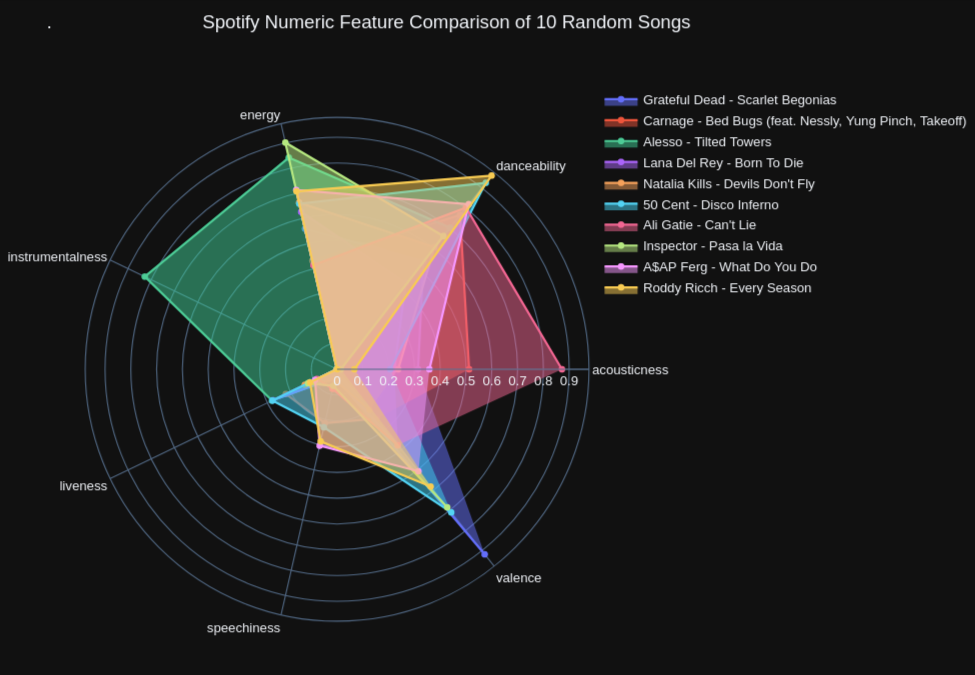 .
Spotify Numeric Feature Comparison of 10 Random Songs
Grateful Dead - Scarlet Begonias
Carnage - Bed Bugs (feat. Nessly, Yung Pinch, Takeoff)
Alesso - Tilted Towers
Lana Del Rey - Born To Die
Natalia Kills - Devils Don't Fly
50 Cent - Disco Inferno
Ali Gatie - Can't Lie
Inspector - Pasa la Vida
A$AP Ferg - What Do You Do
Roddy Ricch - Every Season
energy
danceability
instrumentalness
acousticness
0 0.1 0.2 0.3 0.4 0.5 0.6 0.7 0.8 0.9
liveness
valence
speechiness